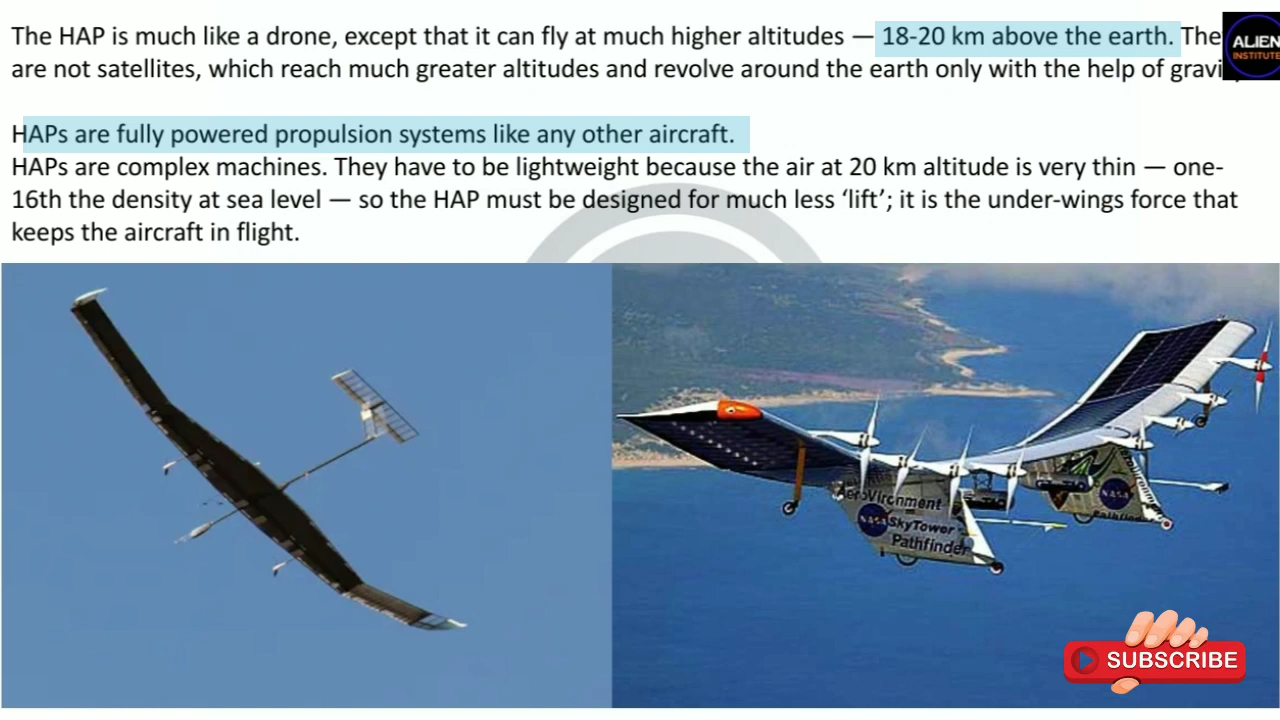 The HAP is much like a drone, except that it can fly at much higher altitudes — 18-20 km above the earth. The
are not satellites, which reach much greater altitudes and revolve around the earth only with the help of gravi
HAPs are fully powered propulsion systems like any other aircraft.
HAPs are complex machines. They have to be lightweight because the air at 20 km altitude is very thin — one-
16th the density at sea level — so the HAP must be designed for much less ‘lift’; it is the under-wings force that
keeps the aircraft in flight.
ALIEN
INSTITUTE
AeroVironment
NASA SkyTower
Pathfinder
NASA
SUBSCRIBE